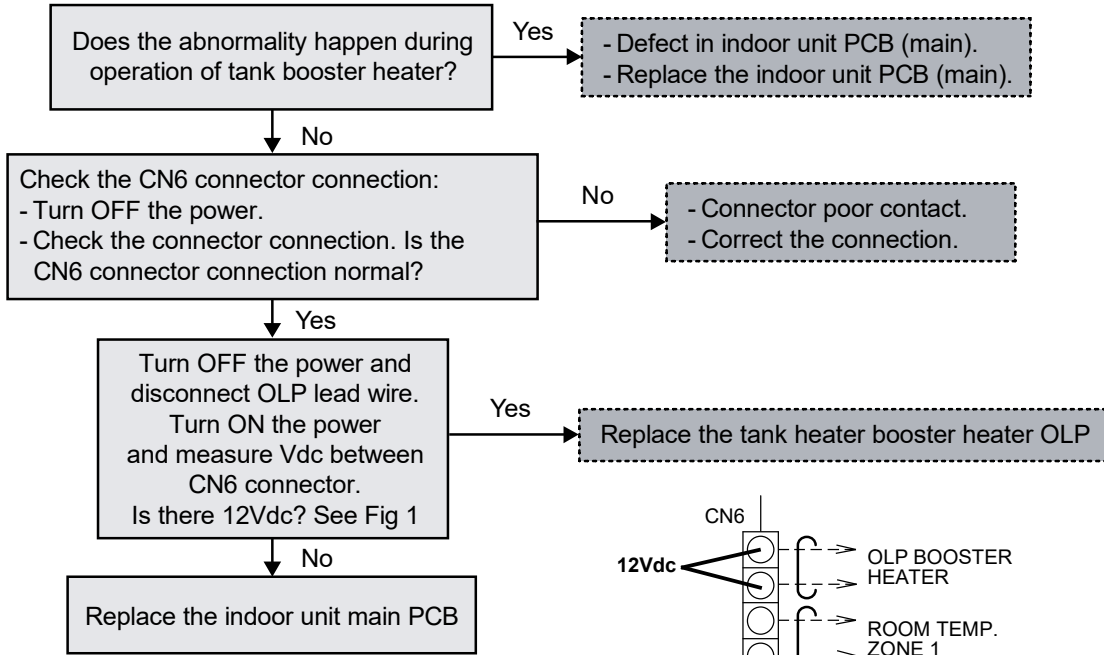 Does the abnormality happen during
operation of tank booster heater?
Yes
- Defect in indoor unit PCB (main).
- Replace the indoor unit PCB (main).
No
Check the CN6 connector connection:
- Turn OFF the power.
- Check the connector connection. Is the
CN6 connector connection normal?
No
- Connector poor contact.
- Correct the connection.
Yes
Turn OFF the power and
disconnect OLP lead wire.
Turn ON the power
and measure Vdc between
CN6 connector.
Is there 12Vdc? See Fig 1
Yes
Replace the tank heater booster heater OLP
No
Replace the indoor unit main PCB
CN6
12Vdc
OLP BOOSTER
HEATER
ROOM TEMP.
ZONE 1